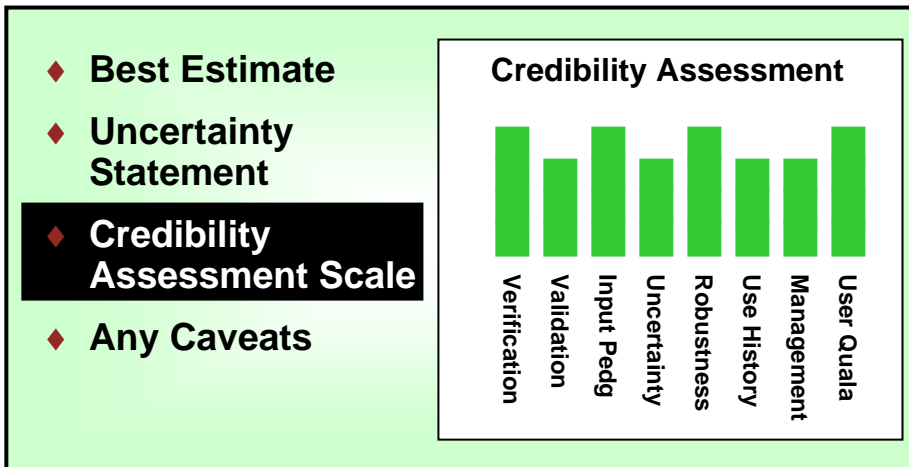 Best Estimate
Uncertainty
Statement
Credibility
Assessment Scale
Any Caveats
Credibility Assessment
Verification
Validation
Input Pedg
Uncertainty
Robustness
Use History
Management
User Quala